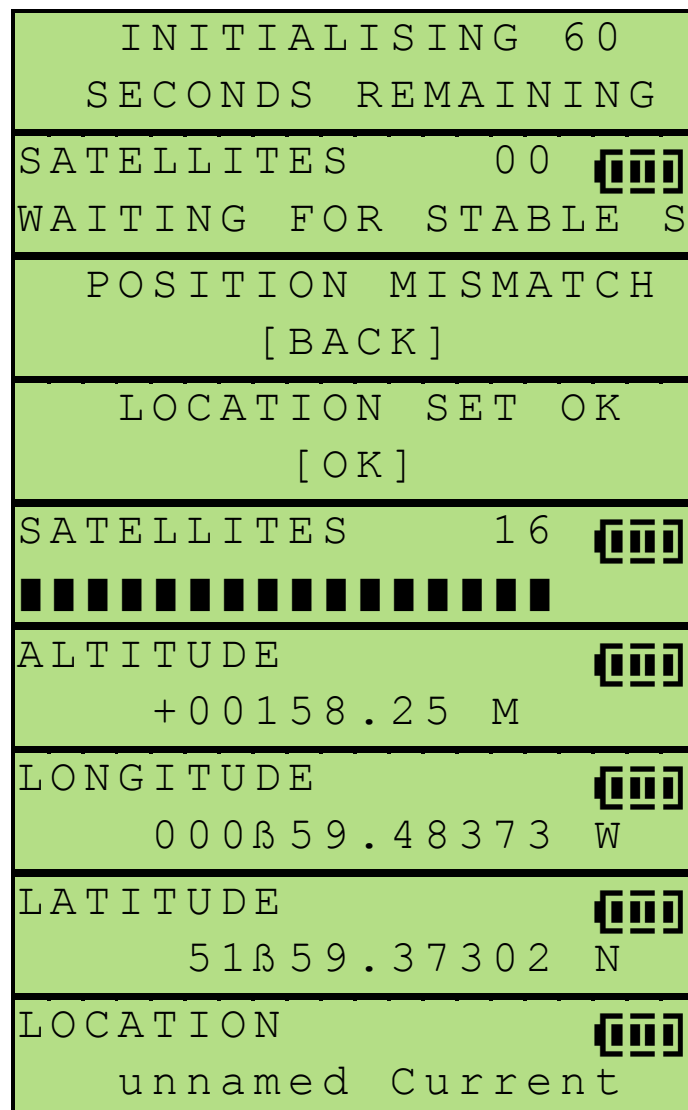 INITIALISING 60
SECONDS REMAINING
SATELLITES 00
WAITING FOR STABLE S
POSITION MISMATCH
[BACK]
LOCATION SET OK
[OK]
SATELLITES 16
ALTITUDE
+00158.25 M
LONGITUDE
000ß59.48373 W
LATITUDE
51ß59.37302 N
LOCATION
unnamed Current